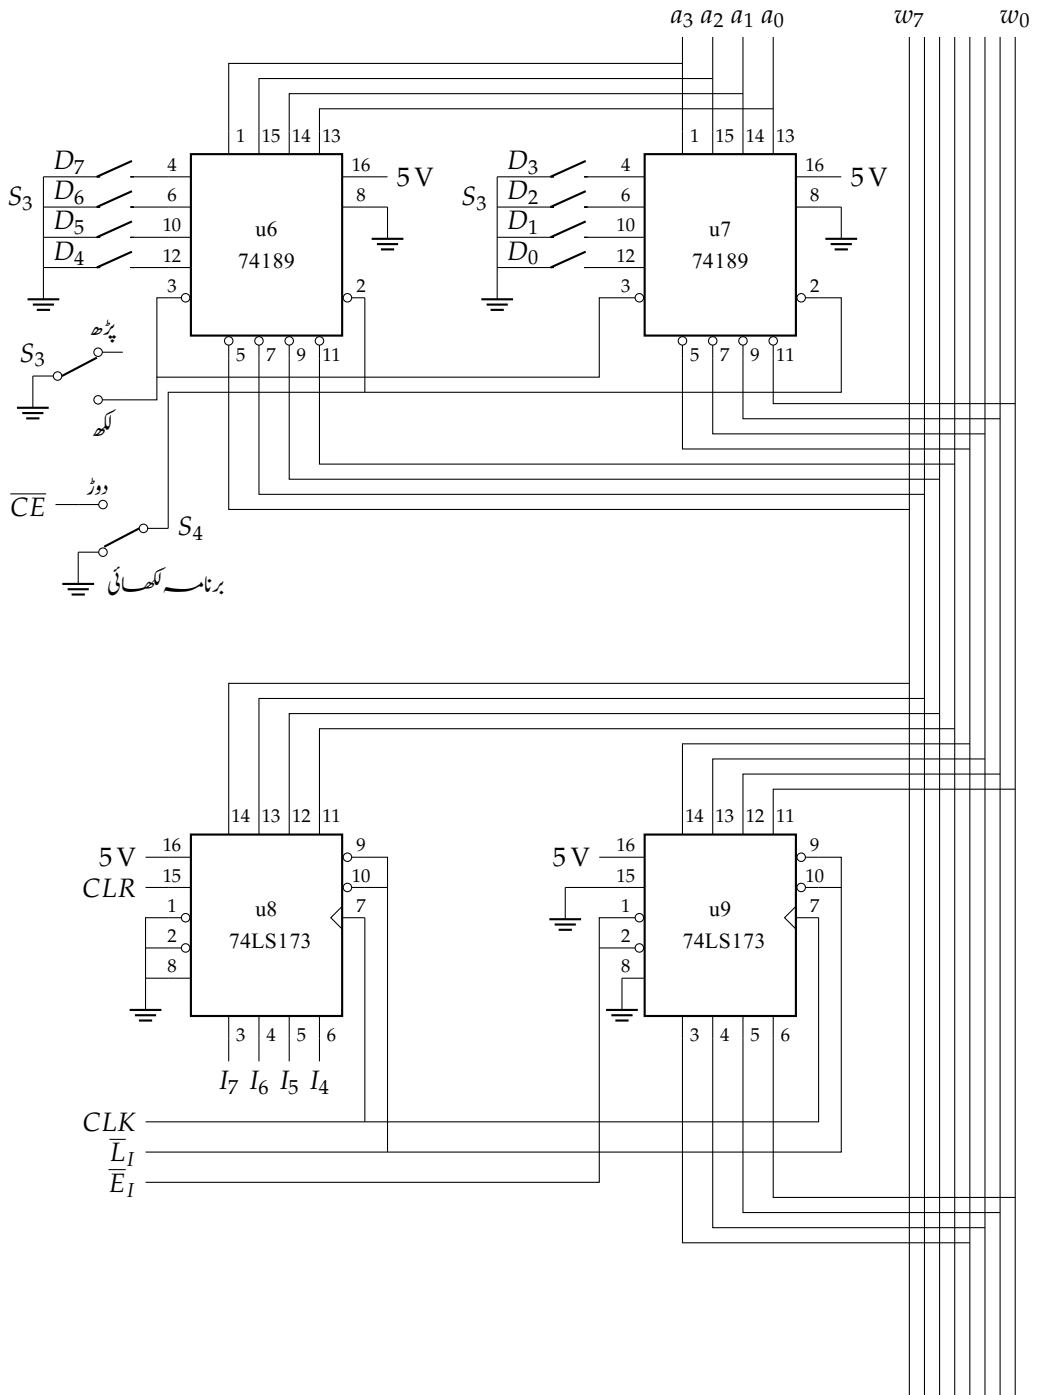 a3 a2 a1 a0 w7 w0
1 15 14 13 1 15 14 13
D7 4 16 5 V D3 4 16 5 V
S3 D6 6 8 S3 D2 6 8
D5 10 u6 D1 10 u7
D4 12 74189 D0 12 74189
3 2 3 2
پڑھ
S3 5 7 9 11 5 7 9 11
لکھ
دوڑ
C̅E̅
S4
برنامہ لکھائی
14 13 12 11 14 13 12 11
5 V 16 9 5 V 16 9
CLR 15 10 15 10
1 u8 7 1 u9 7
2 74LS173 2 74LS173
8 8
3 4 5 6 3 4 5 6
I7 I6 I5 I4
CLK
L̅I
E̅I